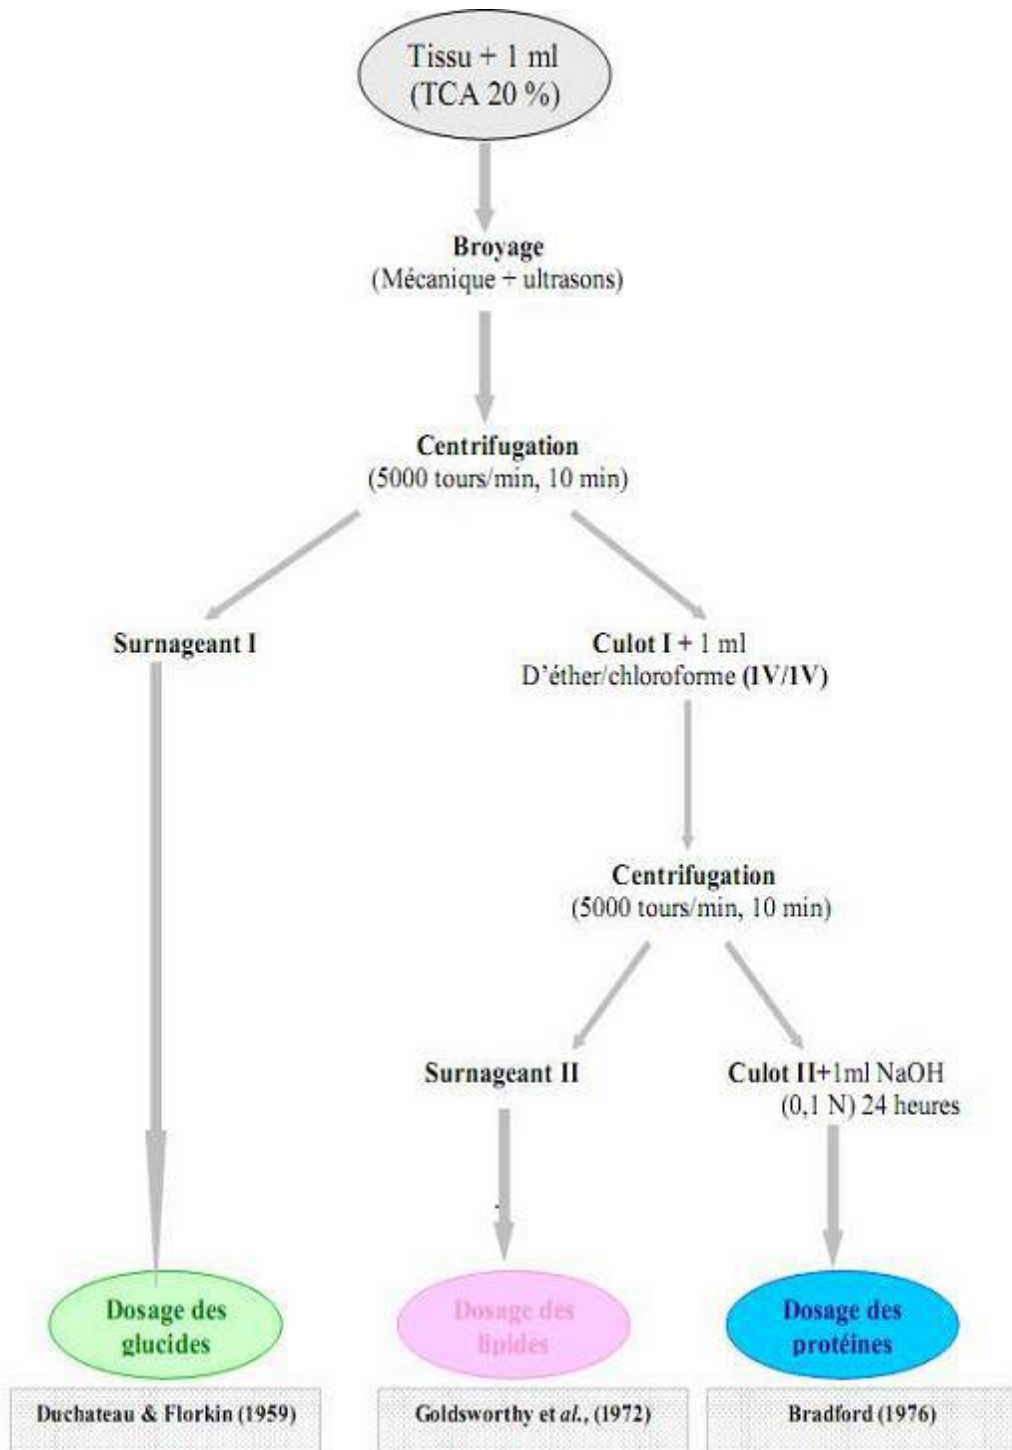 Tissu + 1 ml
(TCA 20 %)
Broyage
(Mécanique + ultrasons)
Centrifugation
(5000 tours/min, 10 min)
Surnageant I
Culot I + 1 ml
D'éther/chloroforme (1V/1V)
Centrifugation
(5000 tours/min, 10 min)
Surnageant II
Culot II+1ml NaOH
(0,1 N) 24 heures
Dosage des
glucides
Dosage des
lipides
Dosage des
protéines
Duchateau & Florkin (1959)
Goldsworthy et al., (1972)
Bradford (1976)